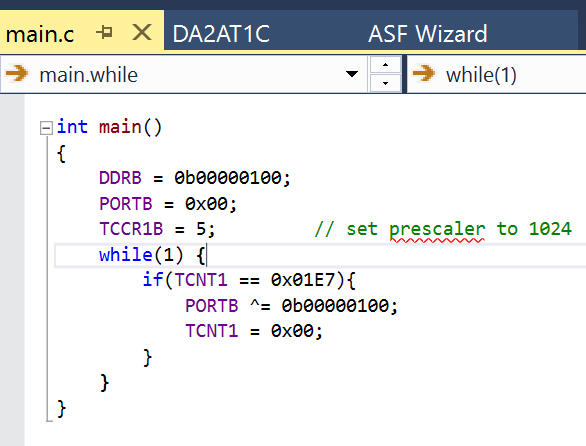 main.c DA2AT1C ASF Wizard
main.while while(1)
int main()
{
DDRB = 0b00000100;
PORTB = 0x00;
TCCR1B = 5; // set prescaler to 1024
while(1) {
if(TCNT1 == 0x01E7){
PORTB ^= 0b00000100;
TCNT1 = 0x00;
}
}
}